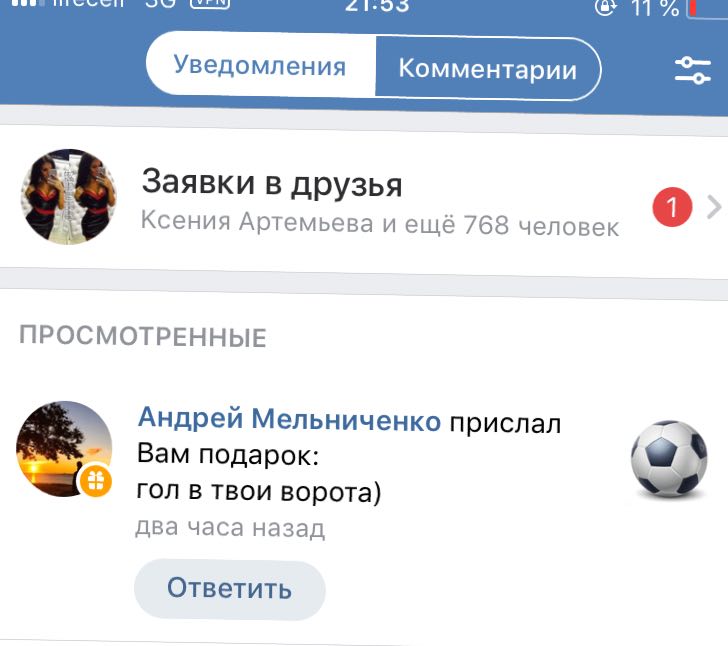 3G VPN 21:53 11 %
Уведомления Комментарии
Заявки в друзья
Ксения Артемьева и ещё 768 человек
1
ПРОСМОТРЕННЫЕ
Андрей Мельниченко прислал
Вам подарок:
гол в твои ворота)
два часа назад
Ответить